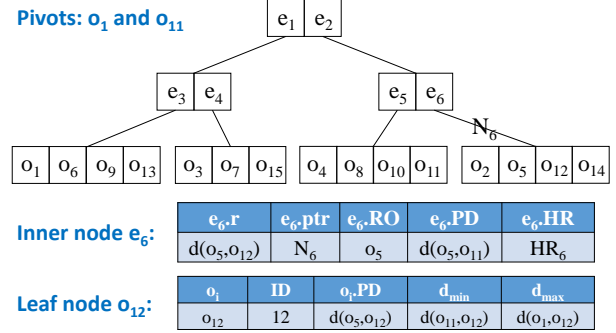 Pivots: o₁ and o₁₁
e₁ e₂
e₃ e₄ e₅ e₆
N₆
o₁ o₆ o₉ o₁₃ o₃ o₇ o₁₅ o₄ o₈ o₁₀ o₁₁ o₂ o₅ o₁₂ o₁₄
e₆.r e₆.ptr e₆.RO e₆.PD e₆.HR
Inner node e₆: d(o₅,o₁₂) N₆ o₅ d(o₅,o₁₁) HR₆
oᵢ ID oᵢ.PD d_min d_max
Leaf node o₁₂: o₁₂ 12 d(o₅,o₁₂) d(o₁₁,o₁₂) d(o₁,o₁₂)